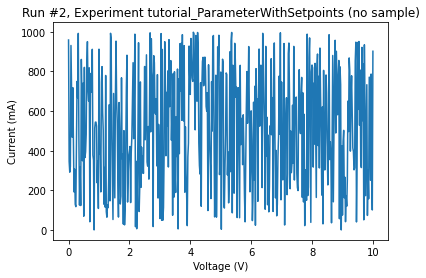 Run #2, Experiment tutorial_ParameterWithSetpoints (no sample)
1000
800
600
400
200
0
Current (mA)
0 2 4 6 8 10
Voltage (V)